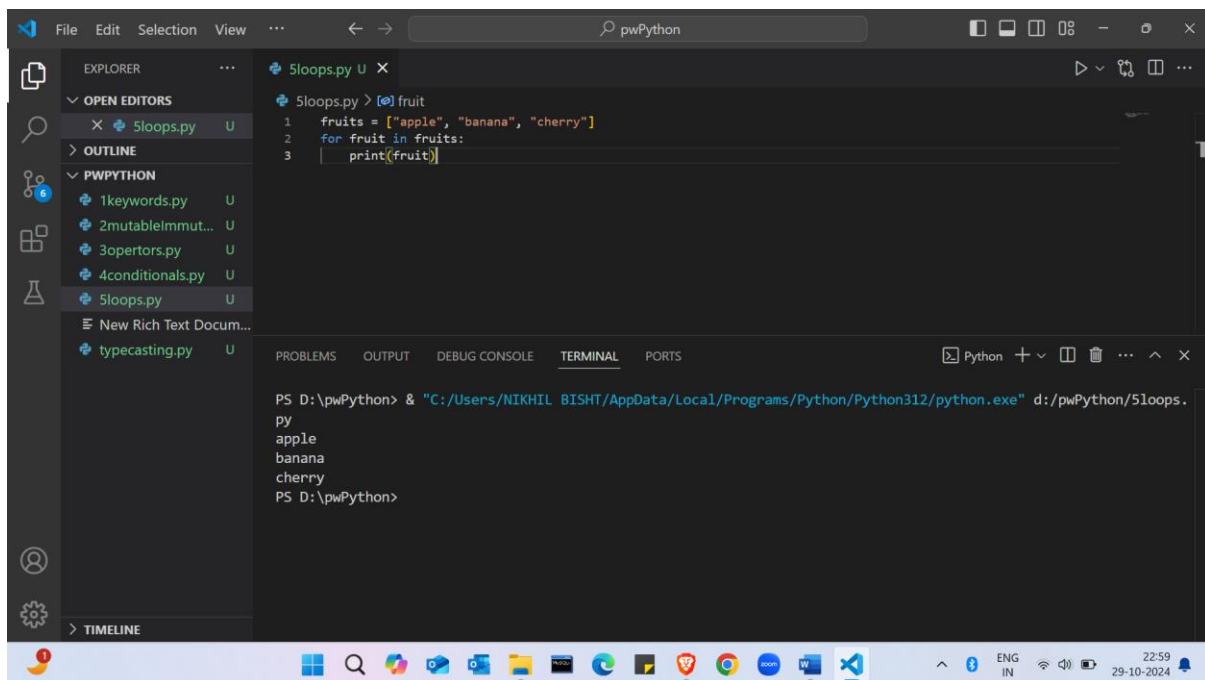 File Edit Selection View ...
pwPython
EXPLORER ...
OPEN EDITORS
5loops.py U
OUTLINE
PWPYTHON
1keywords.py U
2mutableImmut... U
3opertors.py U
4conditionals.py U
5loops.py U
New Rich Text Docum...
typecasting.py U
TIMELINE
6
5loops.py U
5loops.py > fruit
1 fruits = ["apple", "banana", "cherry"]
2 for fruit in fruits:
3 print(fruit)
PROBLEMS OUTPUT DEBUG CONSOLE TERMINAL PORTS
Python
PS D:\pwPython> & "C:/Users/NIKHIL BISHT/AppData/Local/Programs/Python/Python312/python.exe" d:/pwPython/5loops.
py
apple
banana
cherry
PS D:\pwPython>
1
zoom
ENG
IN
22:59
29-10-2024